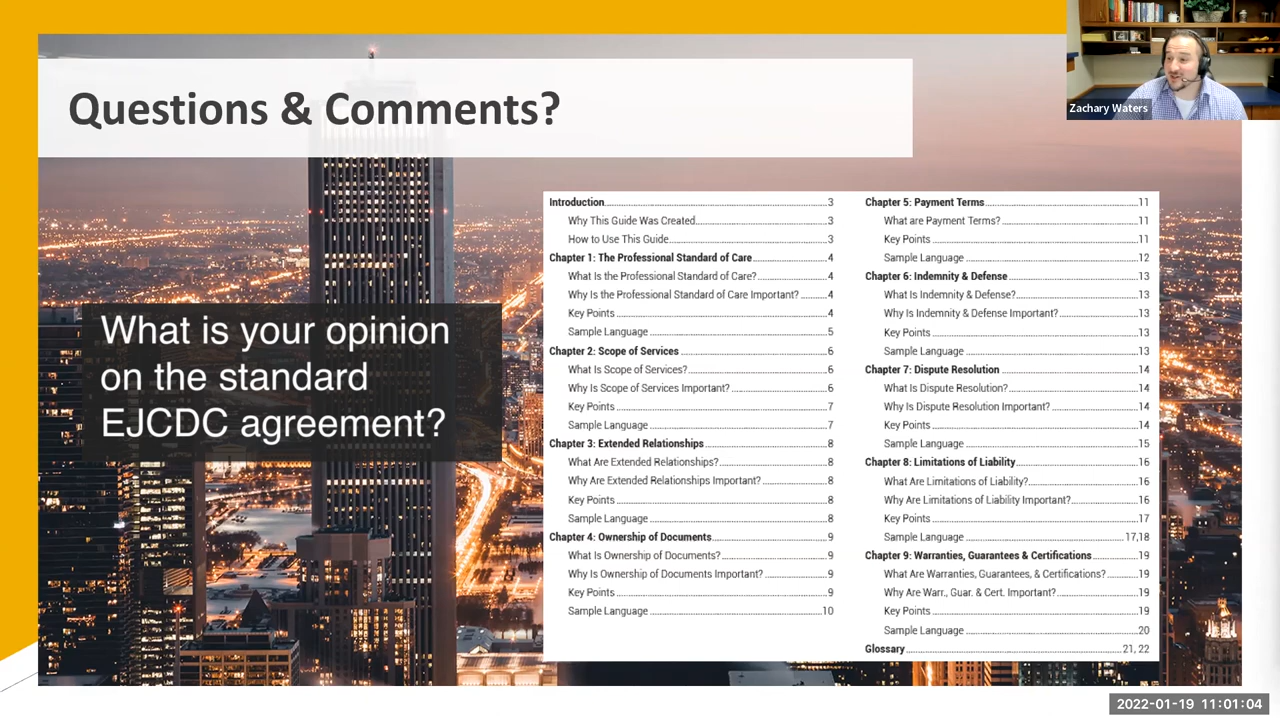 Questions & Comments?
Zachary Waters
What is your opinion
on the standard
EJCDC agreement?
Introduction 3
Why This Guide Was Created 3
How to Use This Guide 3
Chapter 1: The Professional Standard of Care 4
What Is the Professional Standard of Care? 4
Why Is the Professional Standard of Care Important? 4
Key Points 4
Sample Language 5
Chapter 2: Scope of Services 6
What Is Scope of Services? 6
Why Is Scope of Services Important? 7
Key Points 7
Sample Language 7
Chapter 3: Extended Relationships 8
What Are Extended Relationships? 8
Why Are Extended Relationships Important? 8
Key Points 8
Sample Language 8
Chapter 4: Ownership of Documents 9
What Is Ownership of Documents? 9
Why Is Ownership of Documents Important? 9
Key Points 9
Sample Language 10
Chapter 5: Payment Terms 11
What are Payment Terms? 11
Key Points 11
Sample Language 12
Chapter 6: Indemnity & Defense 13
What Is Indemnity & Defense? 13
Why Is Indemnity & Defense Important? 13
Key Points 13
Sample Language 13
Chapter 7: Dispute Resolution 14
What Is Dispute Resolution? 14
Why Is Dispute Resolution Important? 14
Key Points 14
Sample Language 15
Chapter 8: Limitations of Liability 16
What Are Limitations of Liability? 16
Why Are Limitations of Liability Important? 16
Key Points 17
Sample Language 17,18
Chapter 9: Warranties, Guarantees & Certifications 19
What Are Warranties, Guarantees, & Certifications? 19
Why Are Warr., Guar. & Cert. Important? 19
Key Points 19
Sample Language 20
Glossary 21, 22
2022-01-19 11:01:04